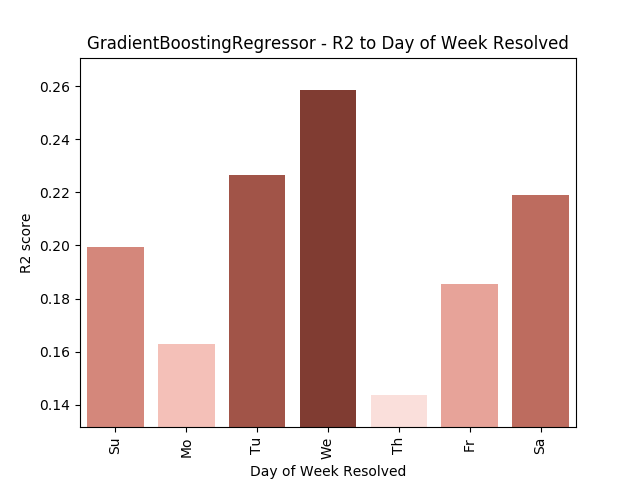 GradientBoostingRegressor - R2 to Day of Week Resolved
0.26
0.24
0.22
0.20
0.18
0.16
0.14
R2 score
Su
Mo
Tu
We
Th
Fr
Sa
Day of Week Resolved